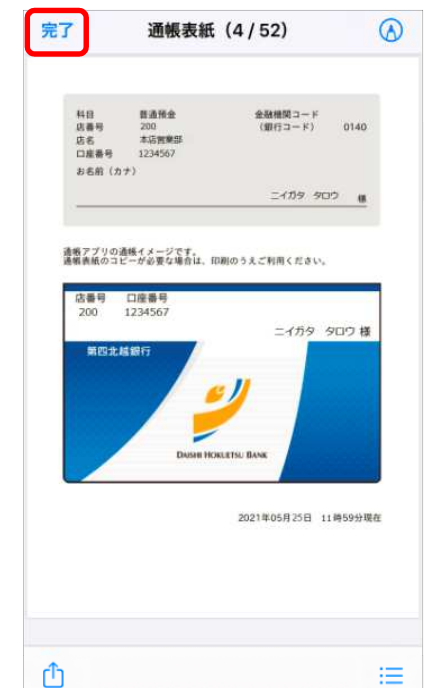 完了 通帳表紙（4 / 52）
科目 普通預金 金融機関コード
店番号 200 （銀行コード） 0140
店名 本店営業部
口座番号 1234567
お名前（カナ）
ニイガタ タロウ 様
通帳アプリの通帳イメージです。
通帳表紙のコピーが必要な場合は、印刷のうえご利用ください。
店番号 口座番号
200 1234567
ニイガタ タロウ 様
第四北越銀行
DAISHI HOKUETSU BANK
2021年05月25日 11時59分現在